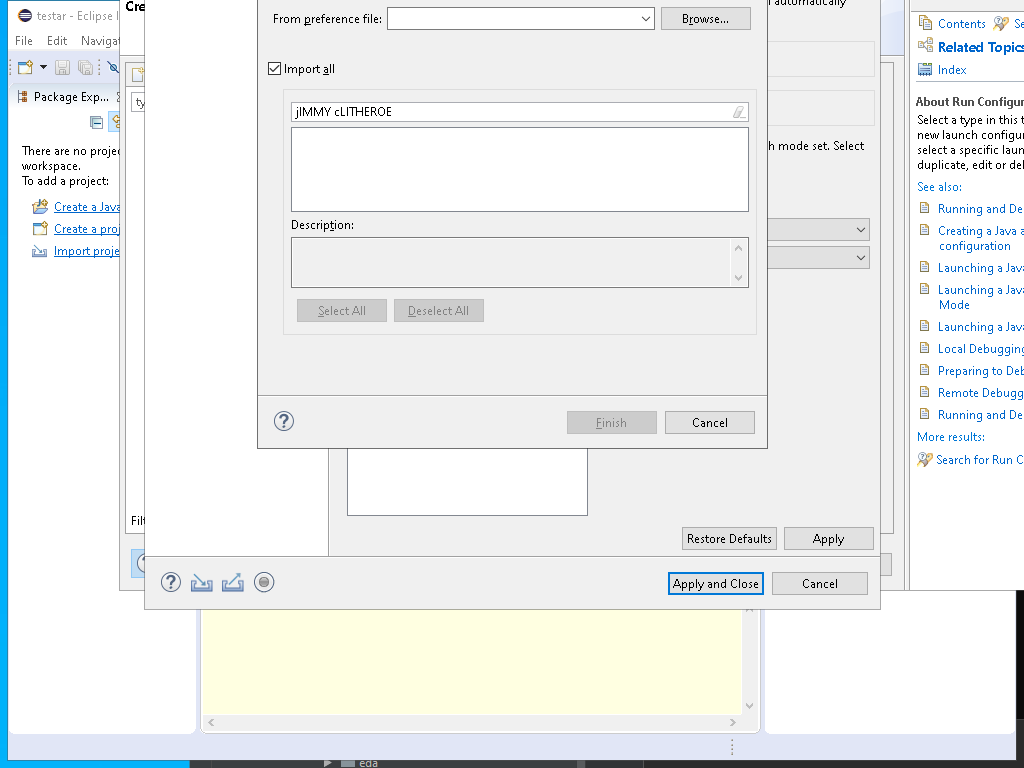 testar - Eclipse
Cre
File Edit Navigat
From preference file:
Browse...
automatically
Contents
Se
Related Topics
Index
Import all
Package Exp...
ty
jIMMY cLITHEROE
About Run Configur
Select a type in this t
new launch configu
select a specific laun
duplicate, edit or del
There are no proje
workspace.
To add a project:
h mode set. Select
See also:
Create a Java
Create a proj
Import proje
Running and De
Creating a Java a
configuration
Launching a Java
Launching a Java
Mode
Launching a Java
Local Debugging
Preparing to Deb
Remote Debugg
Running and De
Description:
Select All
Deselect All
More results:
Search for Run C
Finish
Cancel
Filt
Restore Defaults
Apply
Apply and Close
Cancel
eda